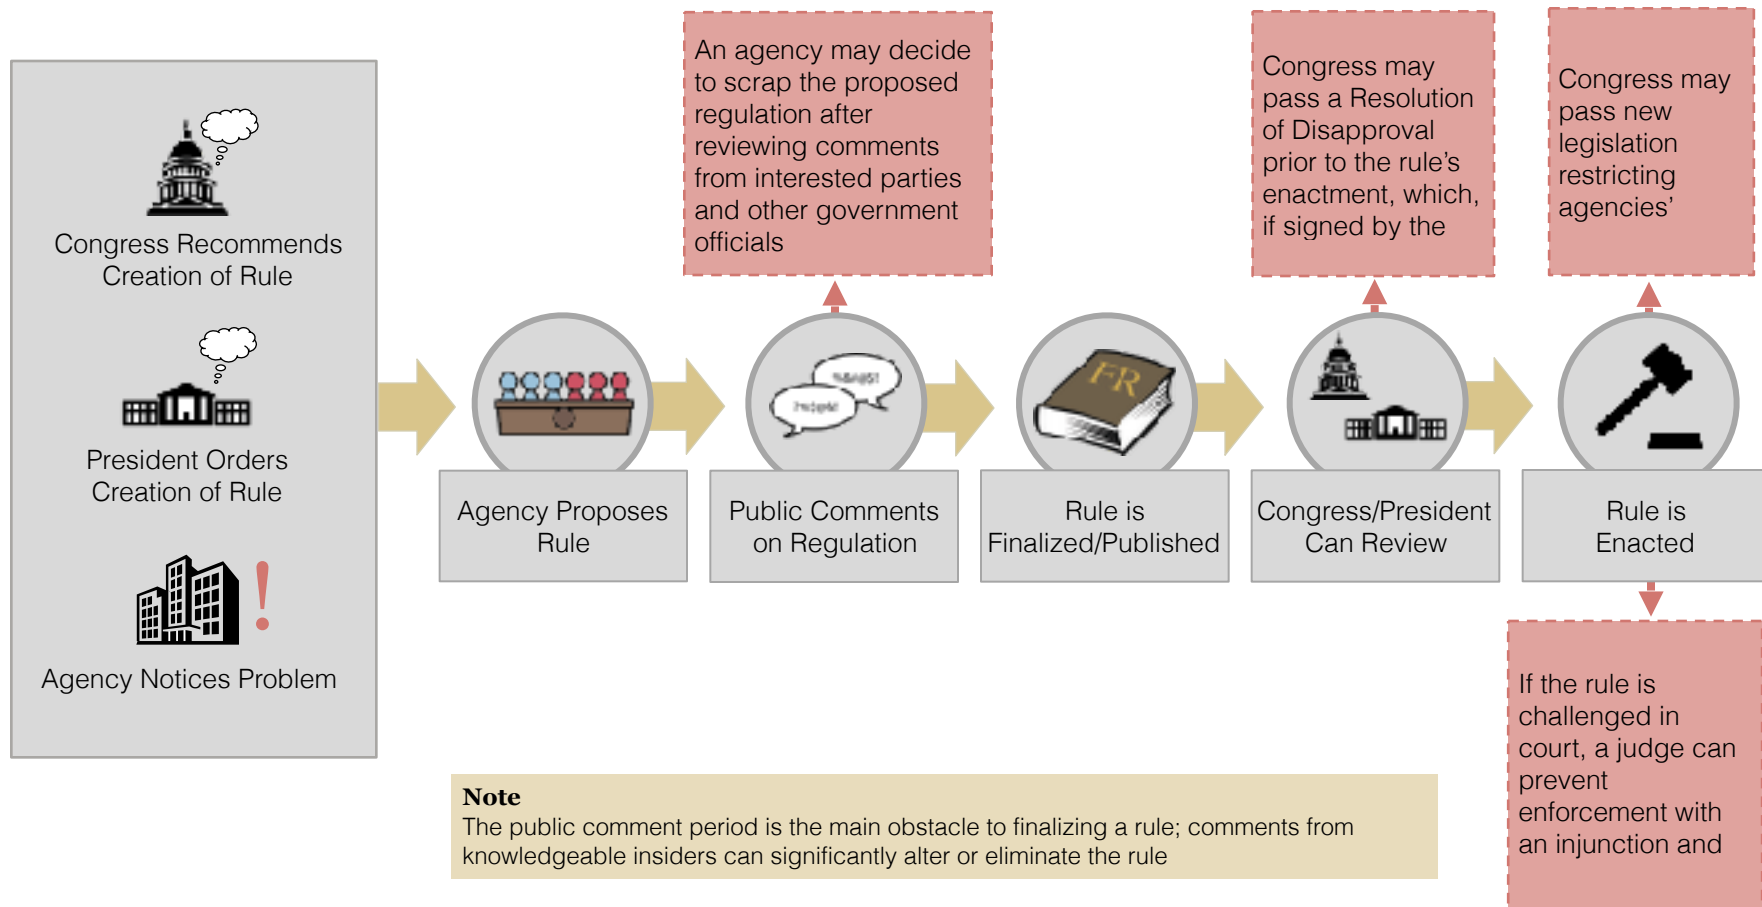 Congress Recommends
Creation of Rule
President Orders
Creation of Rule
Agency Notices Problem
An agency may decide
to scrap the proposed
regulation after
reviewing comments
from interested parties
and other government
officials
Congress may
pass a Resolution
of Disapproval
prior to the rule's
enactment, which,
if signed by the
Congress may
pass new
legislation
restricting
agencies'
FR
Agency Proposes
Rule
Public Comments
on Regulation
Rule is
Finalized/Published
Congress/President
Can Review
Rule is
Enacted
If the rule is
challenged in
court, a judge can
prevent
enforcement with
an injunction and
Note
The public comment period is the main obstacle to finalizing a rule; comments from
knowledgeable insiders can significantly alter or eliminate the rule